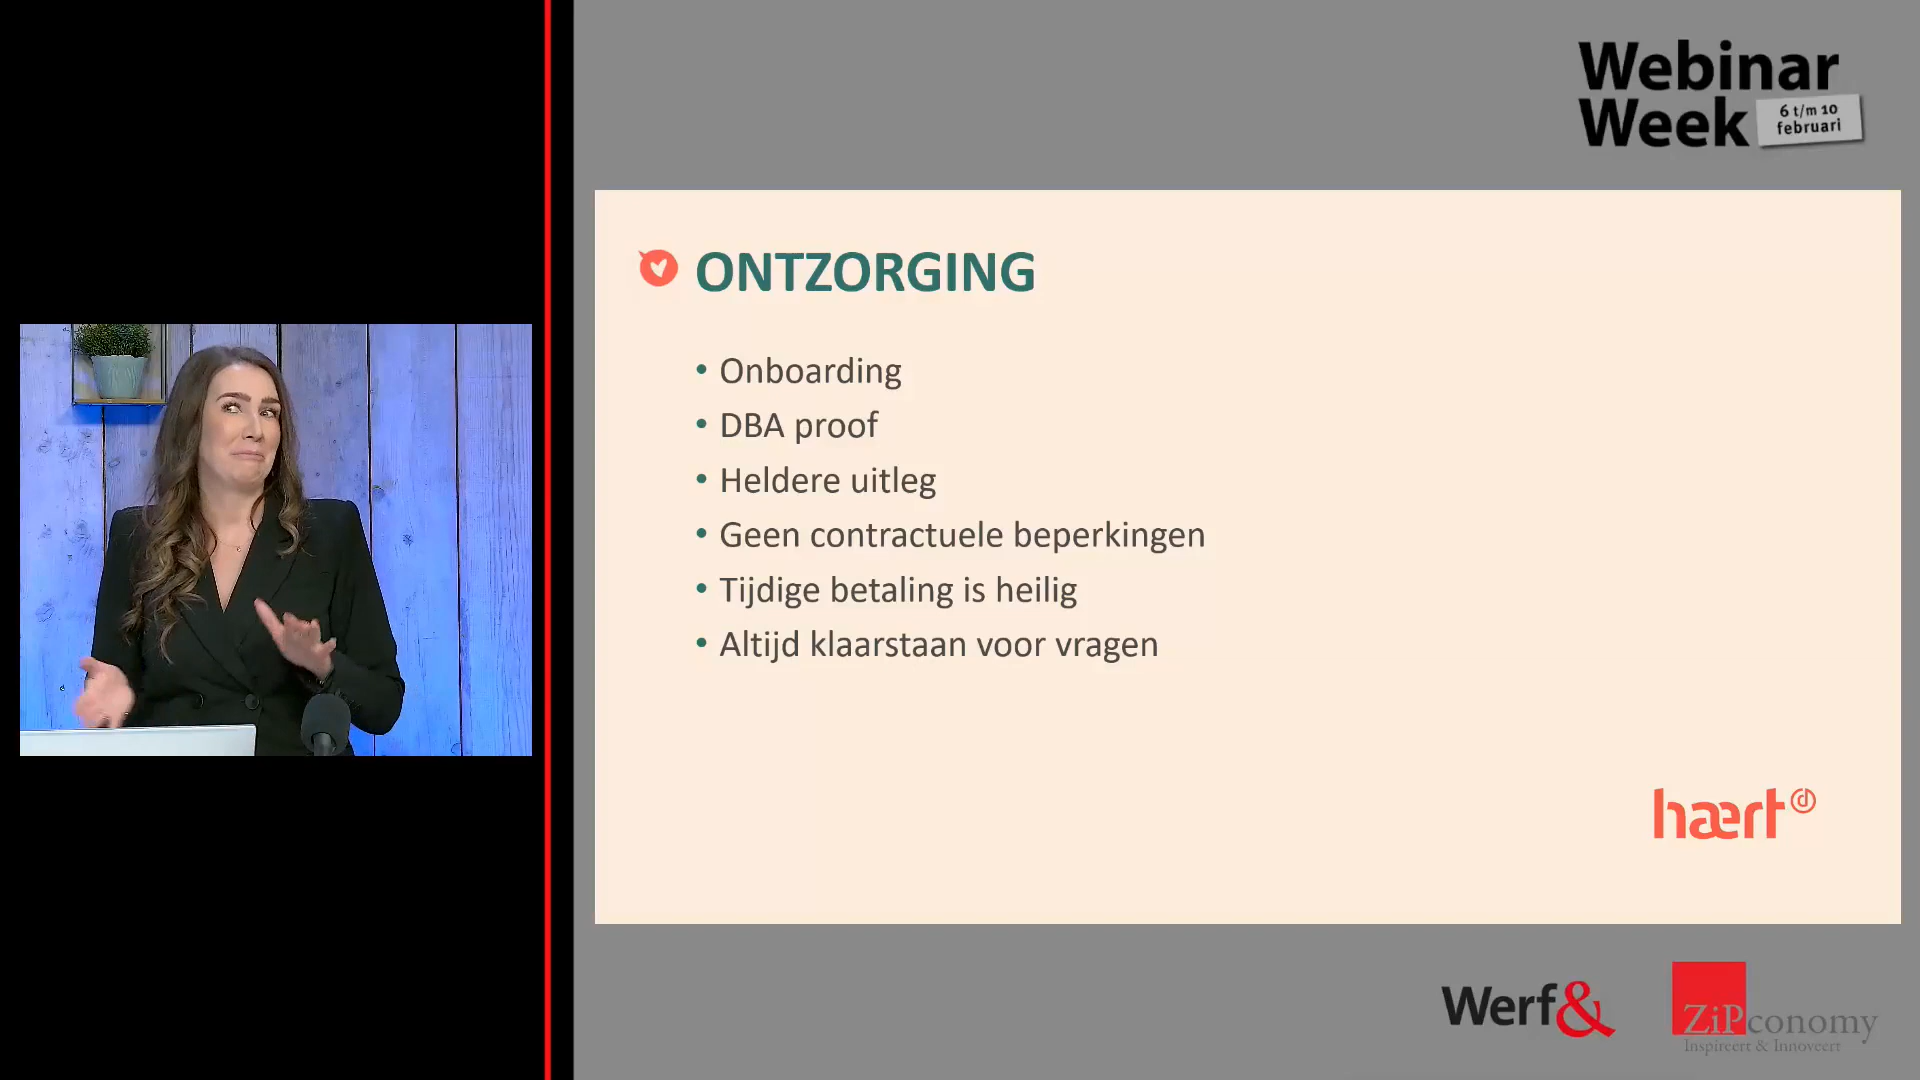 Webinar
Week
6 t/m 10
februari
ONTZORGING
• Onboarding
• DBA proof
• Heldere uitleg
• Geen contractuele beperkingen
• Tijdige betaling is heilig
• Altijd klaarstaan voor vragen
hært
Werf&
ZiPconomy
Inspireert & Innoveert